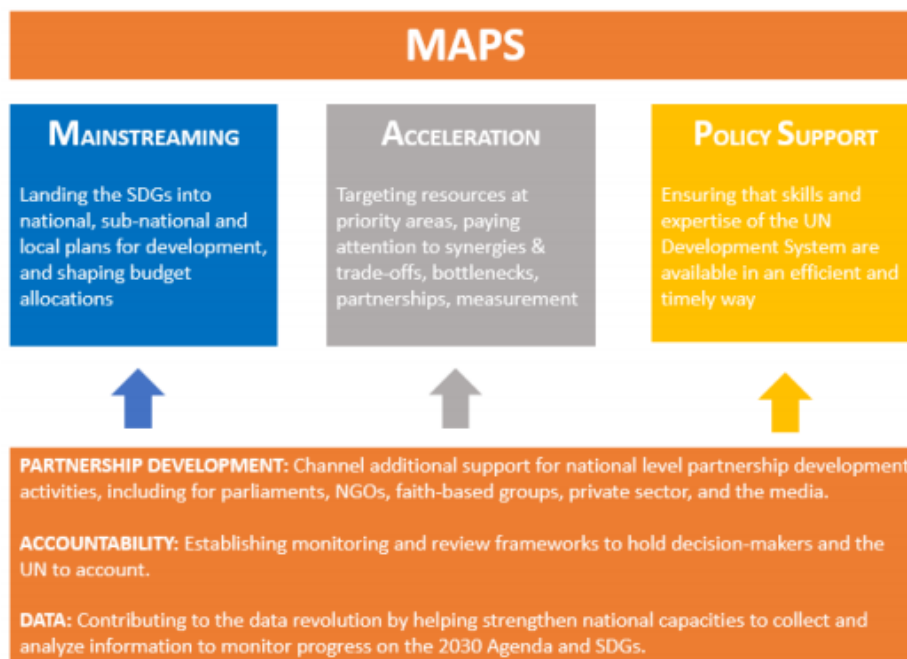 MAPS
MAINSTREAMING
Landing the SDGs into
national, sub-national and
local plans for development,
and shaping budget
allocations
ACCELERATION
Targeting resources at
priority areas, paying
attention to synergies &
trade-offs, bottlenecks,
partnerships, measurement
POLICY SUPPORT
Ensuring that skills and
expertise of the UN
Development System are
available in an efficient and
timely way
PARTNERSHIP DEVELOPMENT: Channel additional support for national level partnership development
activities, including for parliaments, NGOs, faith-based groups, private sector, and the media.
ACCOUNTABILITY: Establishing monitoring and review frameworks to hold decision-makers and the
UN to account.
DATA: Contributing to the data revolution by helping strengthen national capacities to collect and
analyze information to monitor progress on the 2030 Agenda and SDGs.